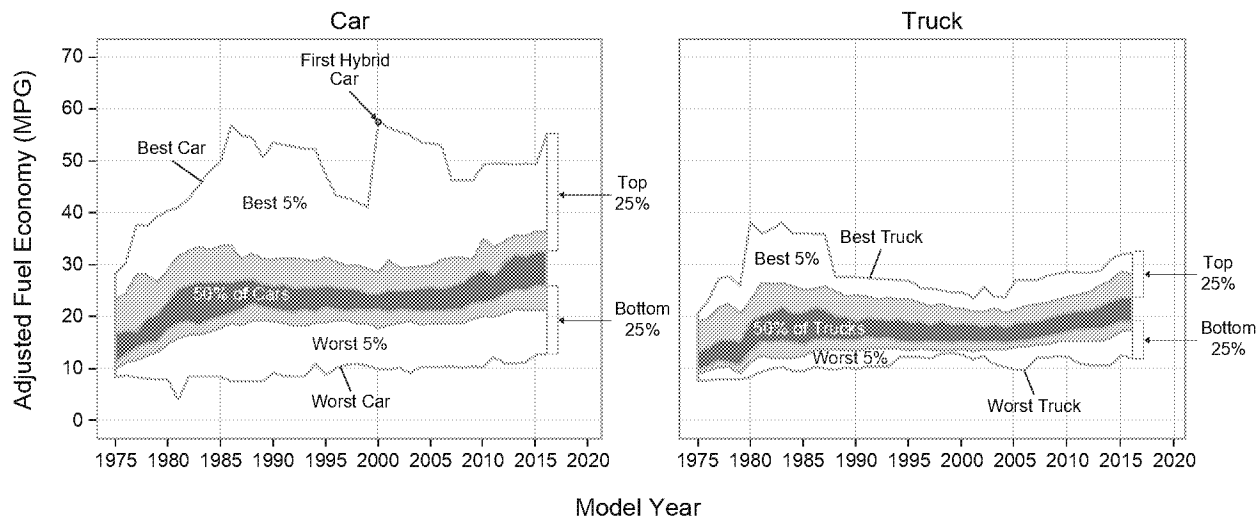 Car
Truck
Adjusted Fuel Economy (MPG)
70
60
50
40
30
20
10
0
First Hybrid
Car
Best Car
Best 5%
50% of Cars
Worst 5%
Worst Car
Top
25%
Bottom
25%
Best Truck
Best 5%
50% of Trucks
Worst 5%
Worst Truck
Top
25%
Bottom
25%
1975 1980 1985 1990 1995 2000 2005 2010 2015 2020
1975 1980 1985 1990 1995 2000 2005 2010 2015 2020
Model Year